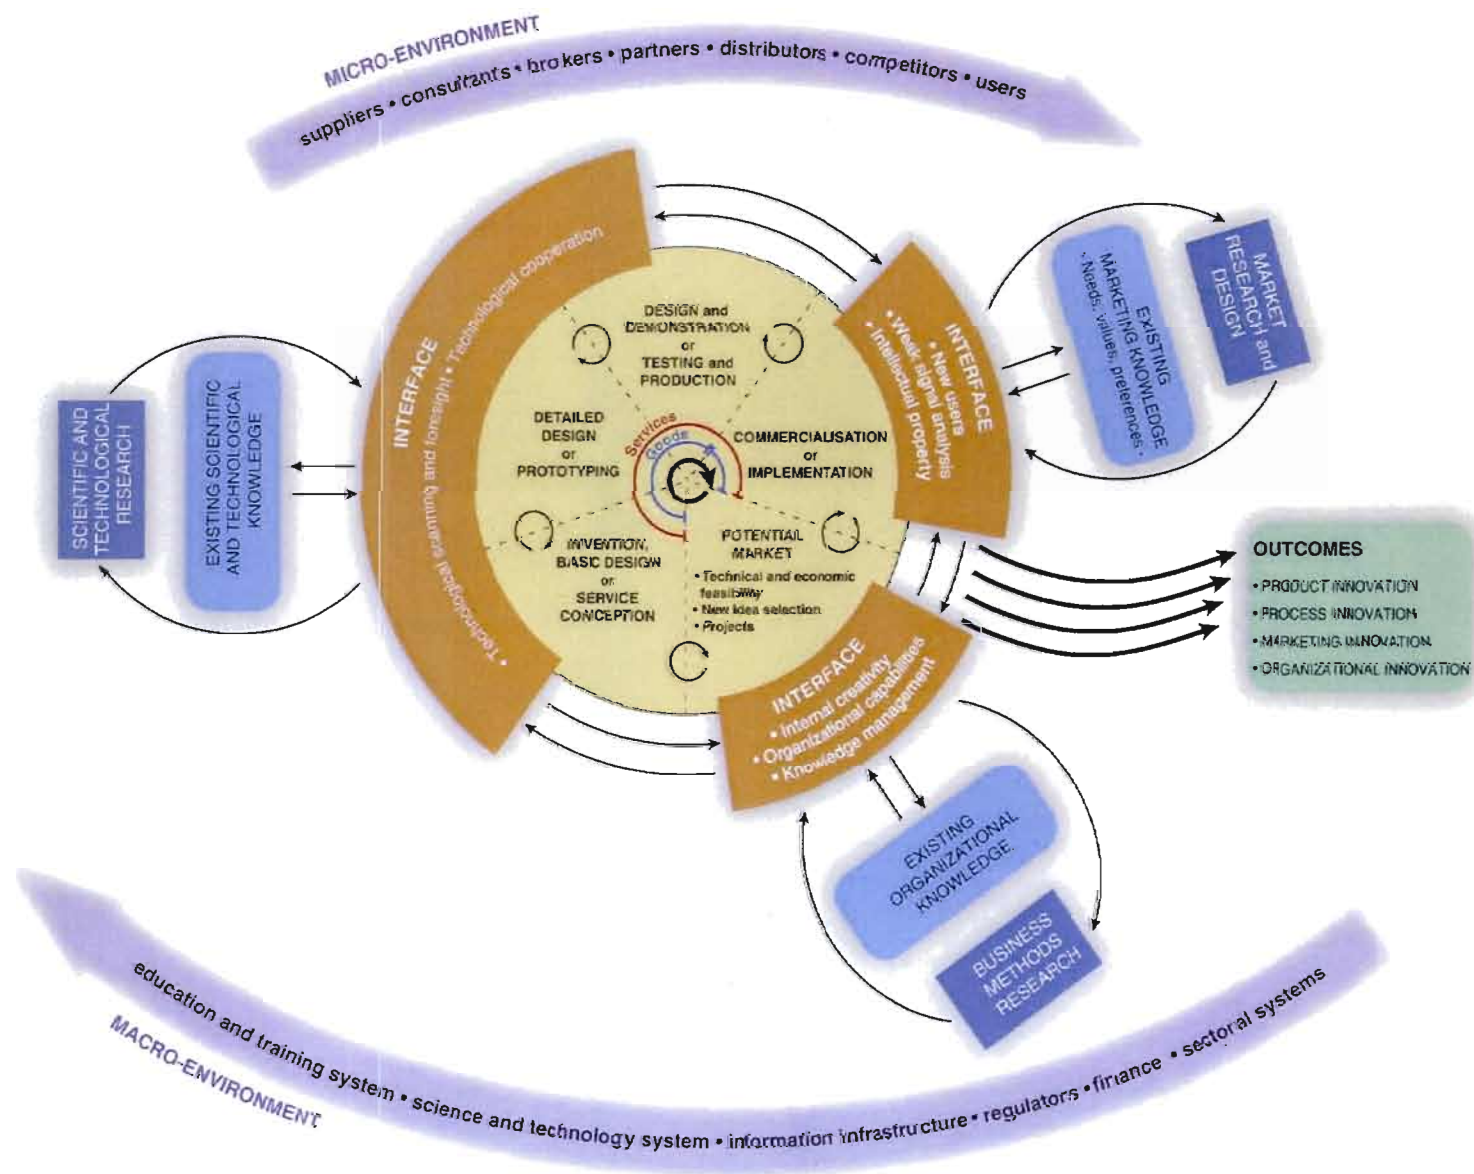 MICRO-ENVIRONMENT
suppliers • consultants • brokers • partners • distributors • competitors • users
INTERFACE
• Technological scanning and foresight • Technological cooperation
SCIENTIFIC AND
TECHNOLOGICAL
RESEARCH
EXISTING SCIENTIFIC
AND TECHNOLOGICAL
KNOWLEDGE
DESIGN and
DEMONSTRATION
or
TESTING and
PRODUCTION
DETAILED
DESIGN
or
PROTOTYPING
Services
Goods
COMMERCIALISATION
or
IMPLEMENTATION
INVENTION,
BASIC DESIGN
or
SERVICE
CONCEPTION
POTENTIAL
MARKET
• Technical and economic
feasibility
• New idea selection
• Projects
INTERFACE
• New users
• Weak signal analysis
• Intellectual property
EXISTING
MARKETING KNOWLEDGE
• Needs, values, preferences •
MARKET
RESEARCH and
DESIGN
OUTCOMES
• PRODUCT INNOVATION
• PROCESS INNOVATION
• MARKETING INNOVATION
• ORGANIZATIONAL INNOVATION
INTERFACE
• Internal creativity
• Organizational capabilities
• Knowledge management
EXISTING
ORGANIZATIONAL
KNOWLEDGE
BUSINESS
METHODS
RESEARCH
education and training system • science and technology system • information infrastructure • regulators • finance • sectoral systems
MACRO-ENVIRONMENT